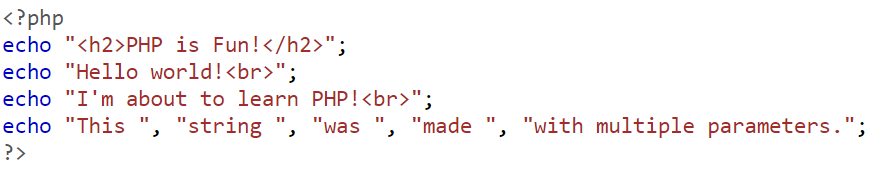 <?php
echo "<h2>PHP is Fun!</h2>";
echo "Hello world!<br>";
echo "I'm about to learn PHP!<br>";
echo "This ", "string ", "was ", "made ", "with multiple parameters.";
?>